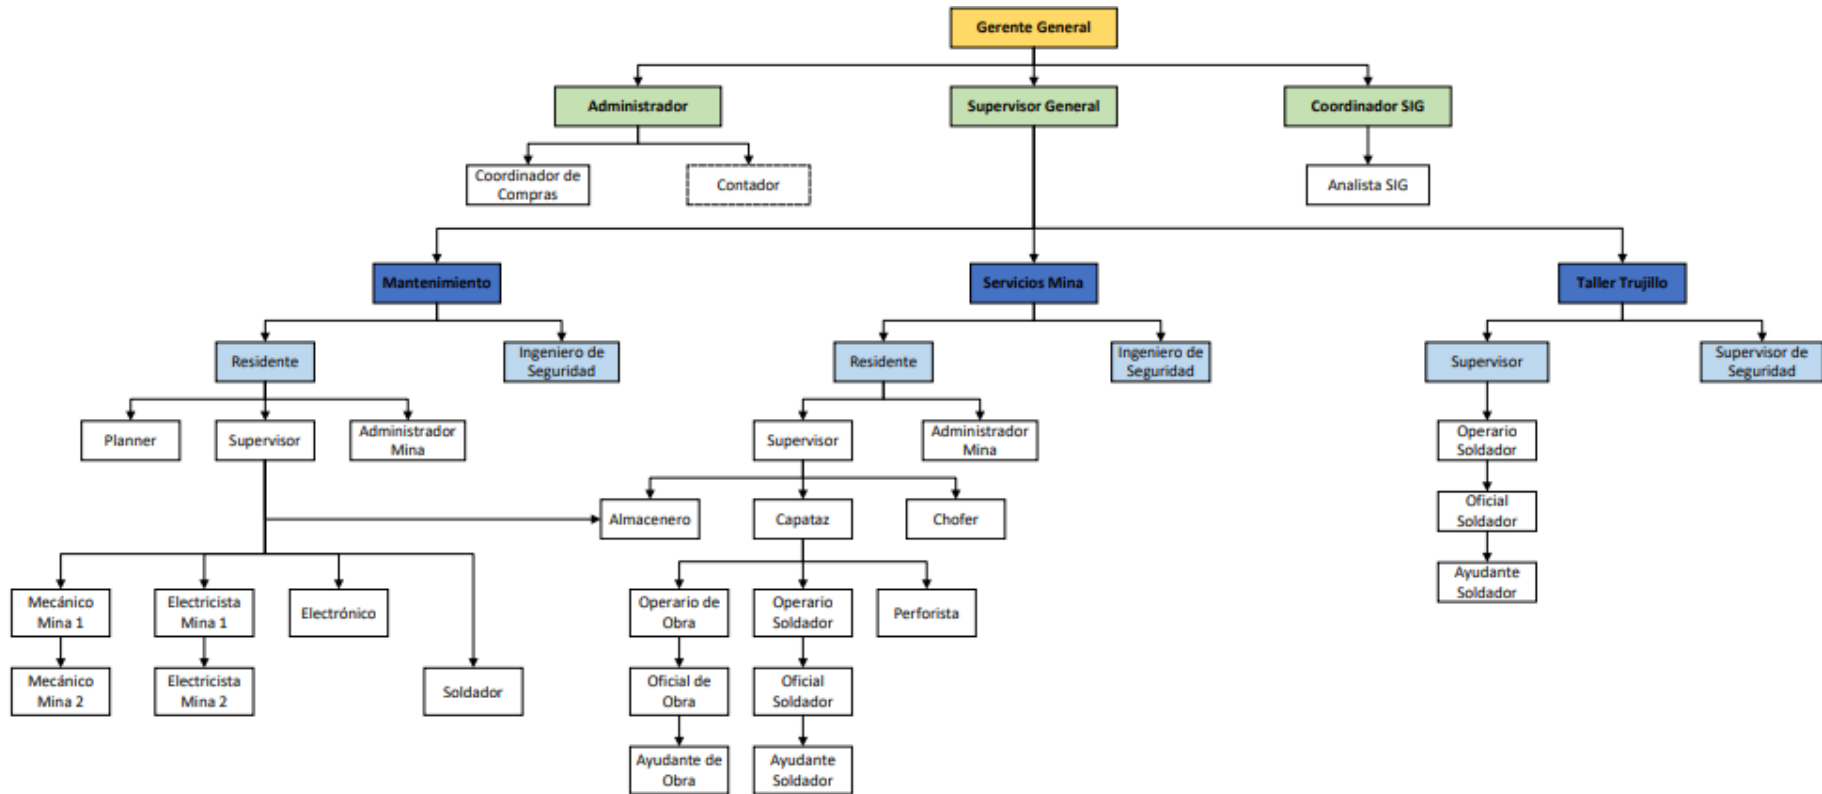 Gerente General
Administrador
Supervisor General
Coordinador SIG
Coordinador de
Compras
Contador
Analista SIG
Mantenimiento
Servicios Mina
Taller Trujillo
Residente
Ingeniero de
Seguridad
Residente
Ingeniero de
Seguridad
Supervisor
Supervisor de
Seguridad
Planner
Supervisor
Administrador
Mina
Supervisor
Administrador
Mina
Operario
Soldador
Almacenero
Capataz
Chofer
Oficial
Soldador
Ayudante
Soldador
Mecánico
Mina 1
Electricista
Mina 1
Electrónico
Operario de
Obra
Operario
Soldador
Perforista
Mecánico
Mina 2
Electricista
Mina 2
Soldador
Oficial de
Obra
Oficial
Soldador
Ayudante de
Obra
Ayudante
Soldador